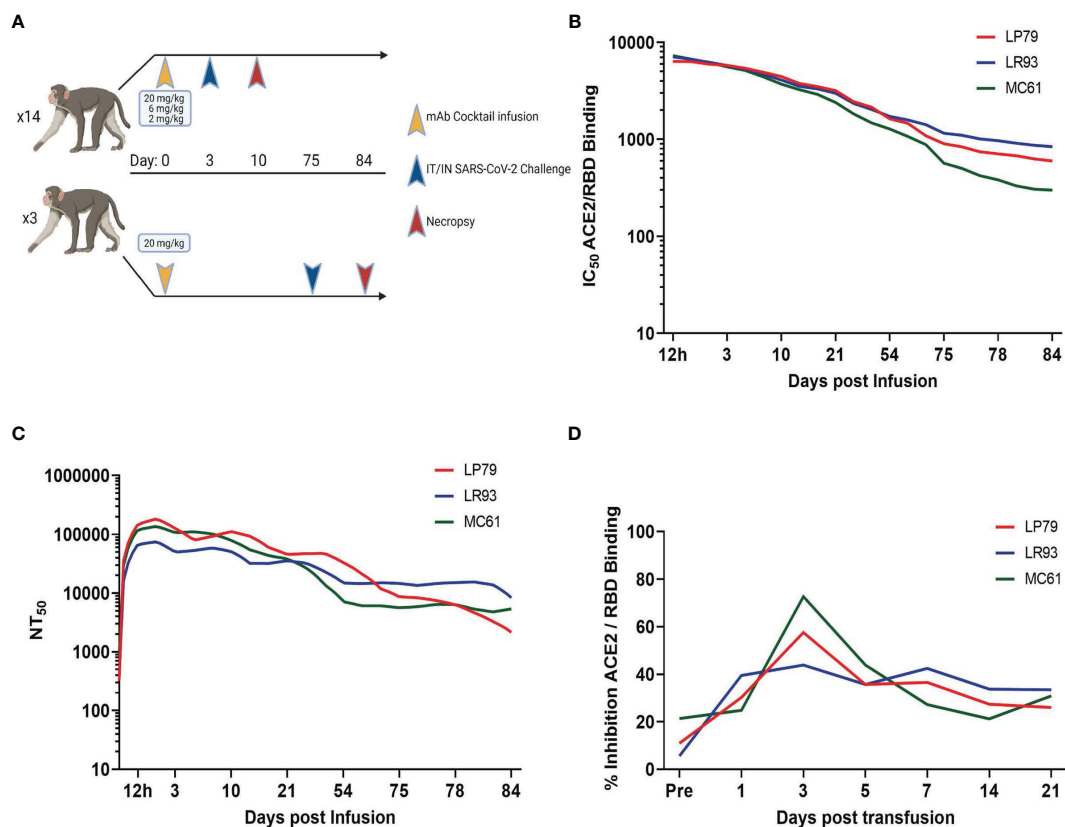 A
x14
20 mg/kg
6 mg/kg
2 mg/kg
Day: 0 3 10 75 84
x3
20 mg/kg
mAb Cocktail infusion
IT/IN SARS-CoV-2 Challenge
Necropsy
B
LP79
LR93
MC61
IC50 ACE2/RBD Binding
10000
1000
100
10
12h 3 10 21 54 75 78 84
Days post Infusion
C
LP79
LR93
MC61
NT50
1000000
100000
10000
1000
100
10
12h 3 10 21 54 75 78 84
Days post Infusion
D
LP79
LR93
MC61
% Inhibition ACE2 / RBD Binding
100
80
60
40
20
0
Pre 1 3 5 7 14 21
Days post transfusion